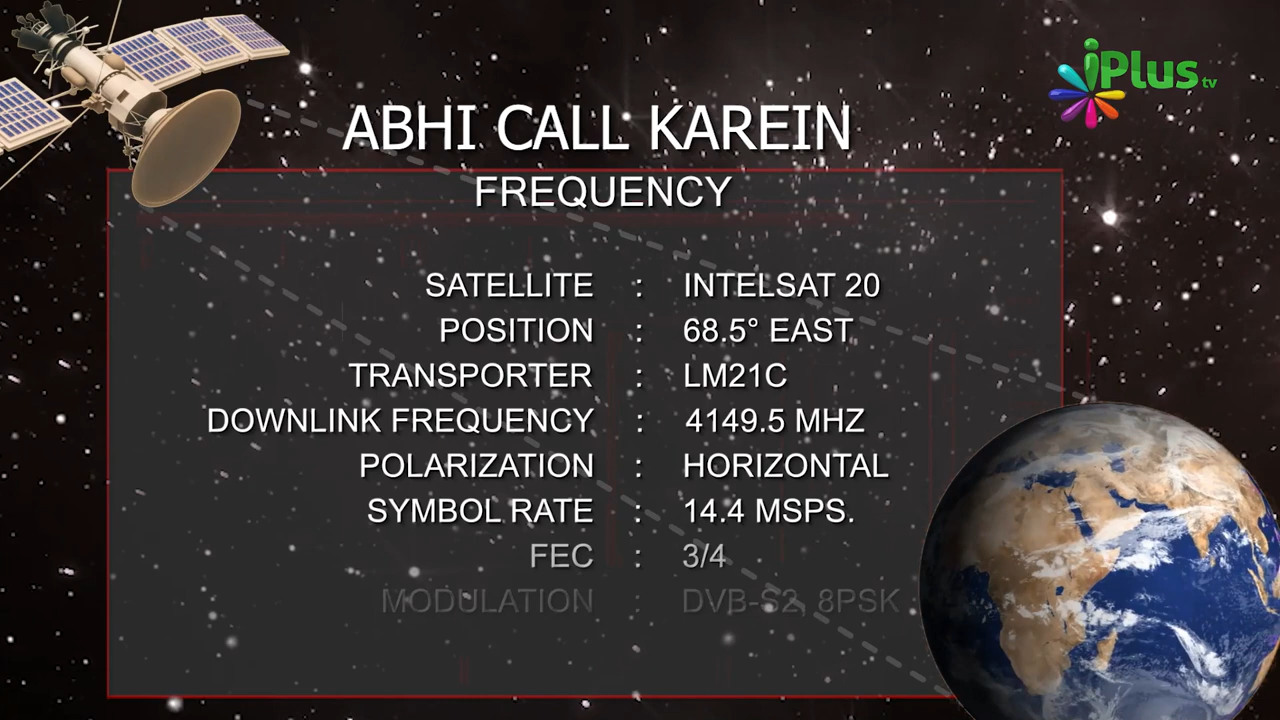 iPlus tv
ABHI CALL KAREIN
FREQUENCY
SATELLITE : INTELSAT 20
POSITION : 68.5° EAST
TRANSPORTER : LM21C
DOWNLINK FREQUENCY : 4149.5 MHZ
POLARIZATION : HORIZONTAL
SYMBOL RATE : 14.4 MSPS.
FEC : 3/4
MODULATION : DVB-S2, 8PSK